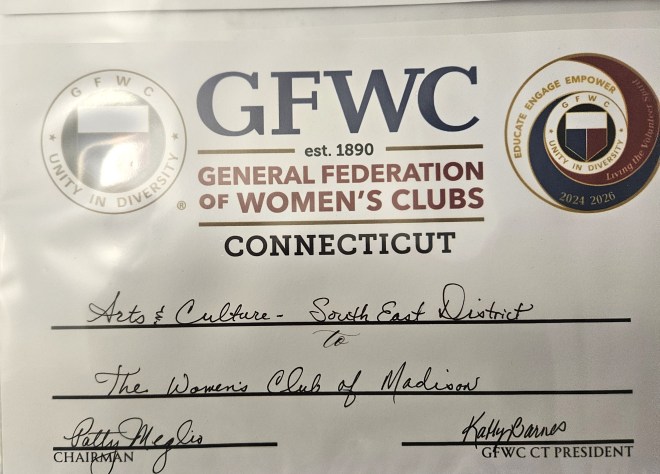 GFWC
UNITY IN DIVERSITY
GFWC
est. 1890
GENERAL FEDERATION
® OF WOMEN'S CLUBS
CONNECTICUT
EDUCATE ENGAGE EMPOWER
GFWC
UNITY IN DIVERSITY
Living the Volunteer Spirit
2024 2026
Arts & Culture - South East District
to
The Women's Club of Madison
Patty Meglio
CHAIRMAN
Kathy Barnes
GFWC CT PRESIDENT